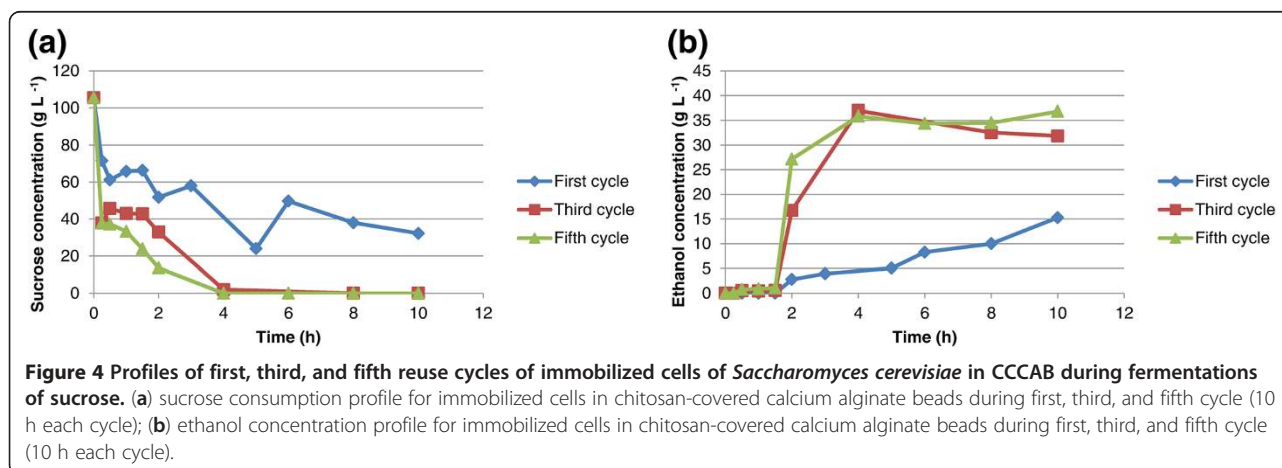 (a)
120
100
80
60
40
20
0
Sucrose concentration (g L -1)
0 2 4 6 8 10 12
Time (h)
First cycle
Third cycle
Fifth cycle
(b)
45
40
35
30
25
20
15
10
5
0
Ethanol concentration (g L -1)
0 2 4 6 8 10 12
Time (h)
First cycle
Third cycle
Fifth cycle
Figure 4 Profiles of first, third, and fifth reuse cycles of immobilized cells of Saccharomyces cerevisiae in CCCAB during fermentations
of sucrose. (a) sucrose consumption profile for immobilized cells in chitosan-covered calcium alginate beads during first, third, and fifth cycle (10
h each cycle); (b) ethanol concentration profile for immobilized cells in chitosan-covered calcium alginate beads during first, third, and fifth cycle
(10 h each cycle).